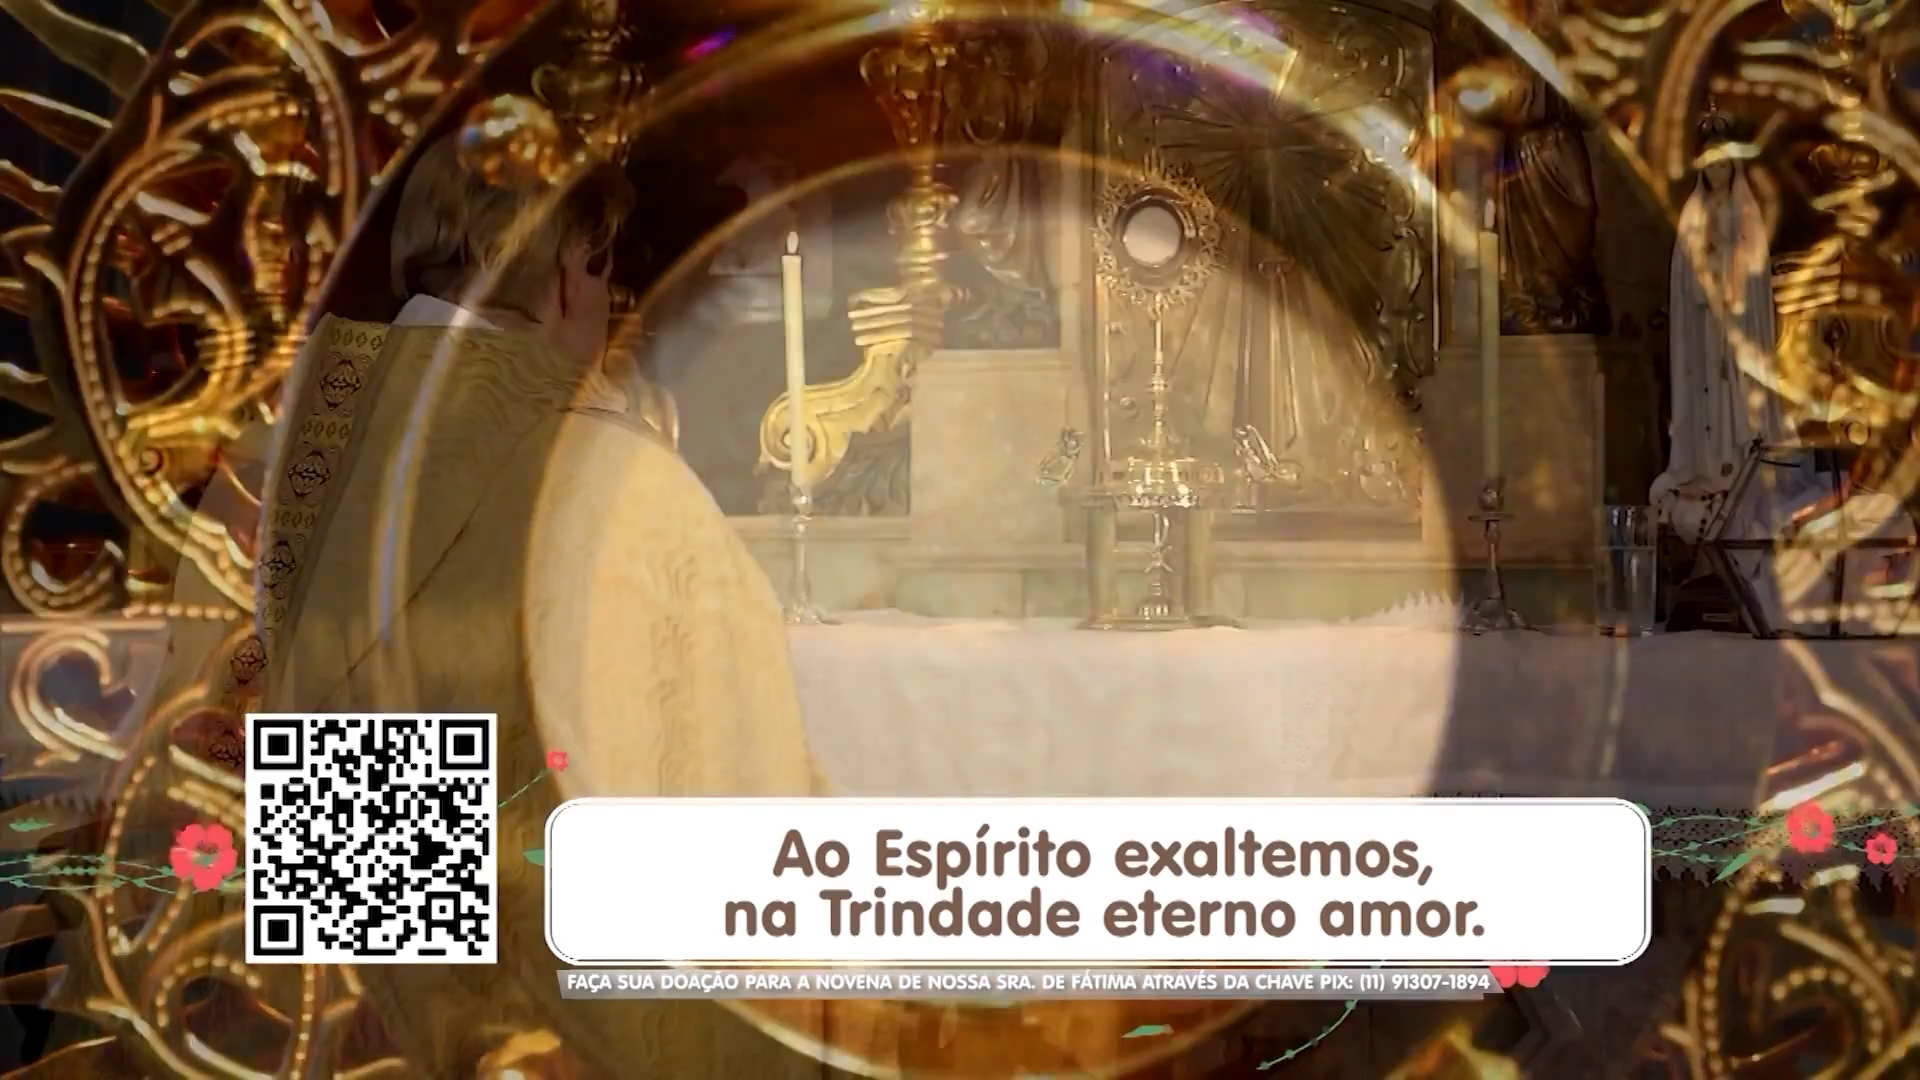 Ao Espírito exaltemos,
na Trindade eterno amor.
FAÇA SUA DOAÇÃO PARA A NOVENA DE NOSSA SRA. DE FÁTIMA ATRAVÉS DA CHAVE PIX: (11) 91307-1894